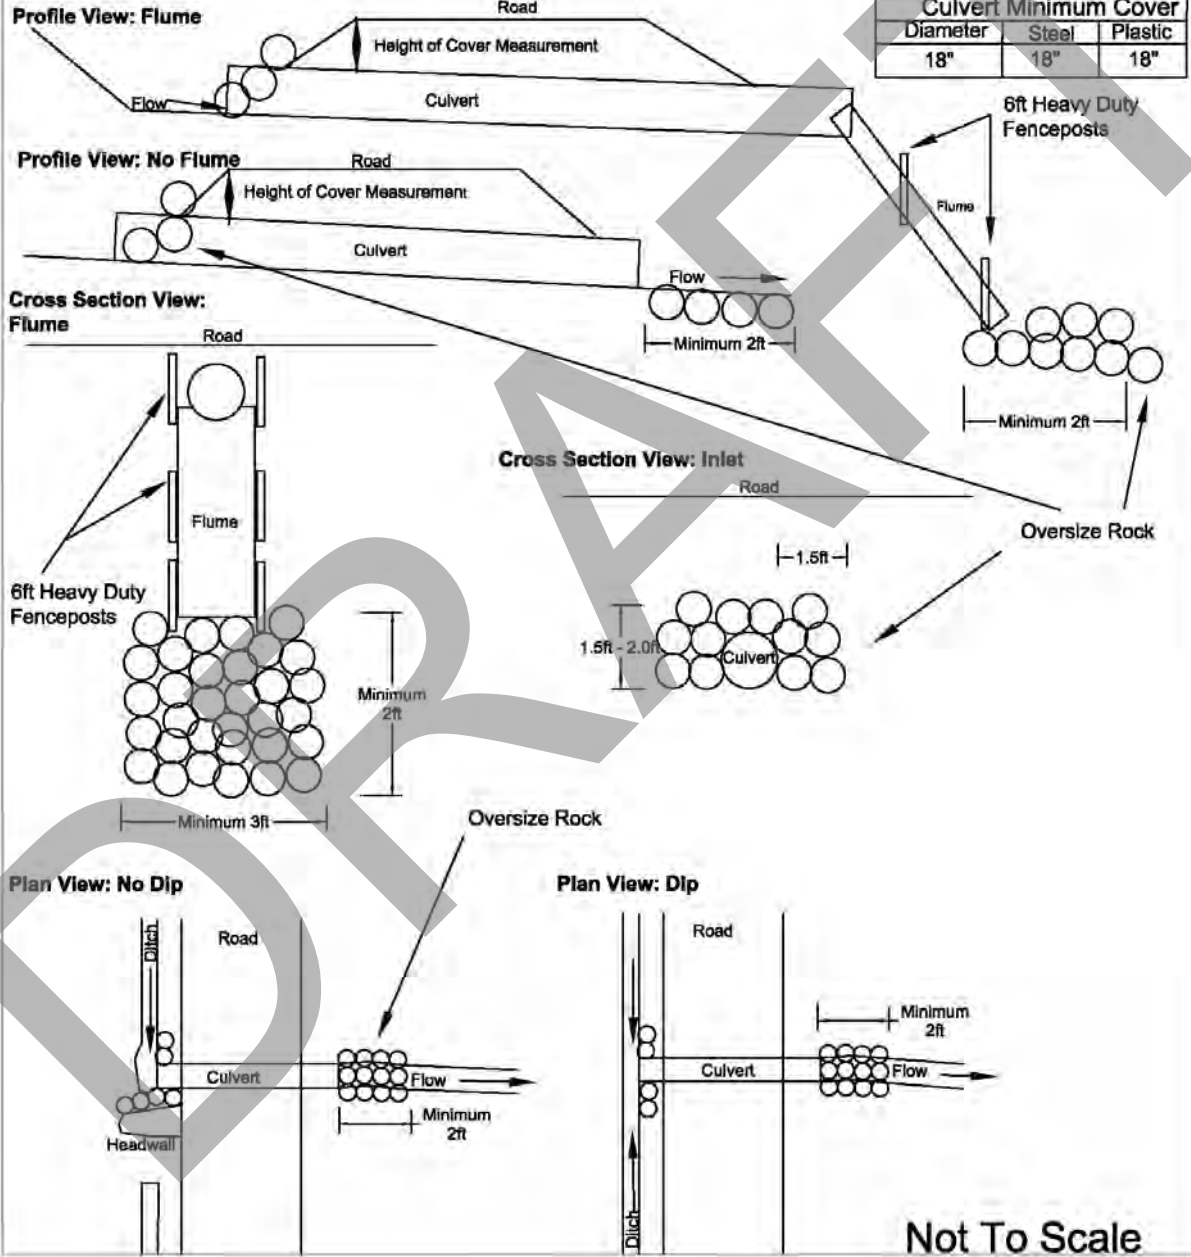 Profile View: Flume
Road
Height of Cover Measurement
Flow
Culvert
Culvert Minimum Cover
Diameter Steel Plastic
18" 18" 18"
6ft Heavy Duty
Fenceposts
Flume
Minimum 2ft
Profile View: No Flume
Road
Height of Cover Measurement
Culvert
Flow
Minimum 2ft
Cross Section View:
Flume
Road
Flume
6ft Heavy Duty
Fenceposts
Minimum
2ft
Minimum 3ft
Cross Section View: Inlet
Road
1.5ft
1.5ft - 2.0ft
Culvert
Oversize Rock
Oversize Rock
Plan View: No Dip
Ditch
Road
Culvert
Flow
Minimum
2ft
Headwall
Plan View: Dip
Road
Minimum
2ft
Culvert
Flow
Ditch
Not To Scale
DRAFT